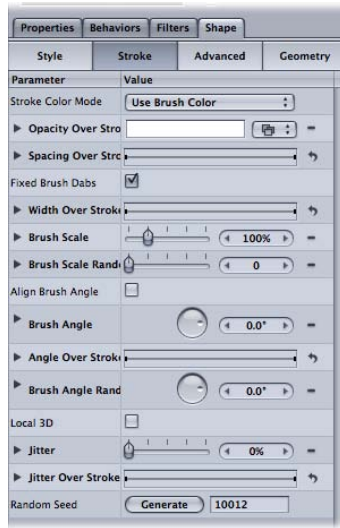 Properties Behaviors Filters Shape
Style Stroke Advanced Geometry
Parameter Value
Stroke Color Mode Use Brush Color
Opacity Over Stro
Spacing Over Strc
Fixed Brush Dabs
Width Over Stroke
Brush Scale 100%
Brush Scale Rand 0
Align Brush Angle
Brush Angle 0.0°
Angle Over Stroke
Brush Angle Rand 0.0°
Local 3D
Jitter 0%
Jitter Over Stroke
Random Seed Generate 10012